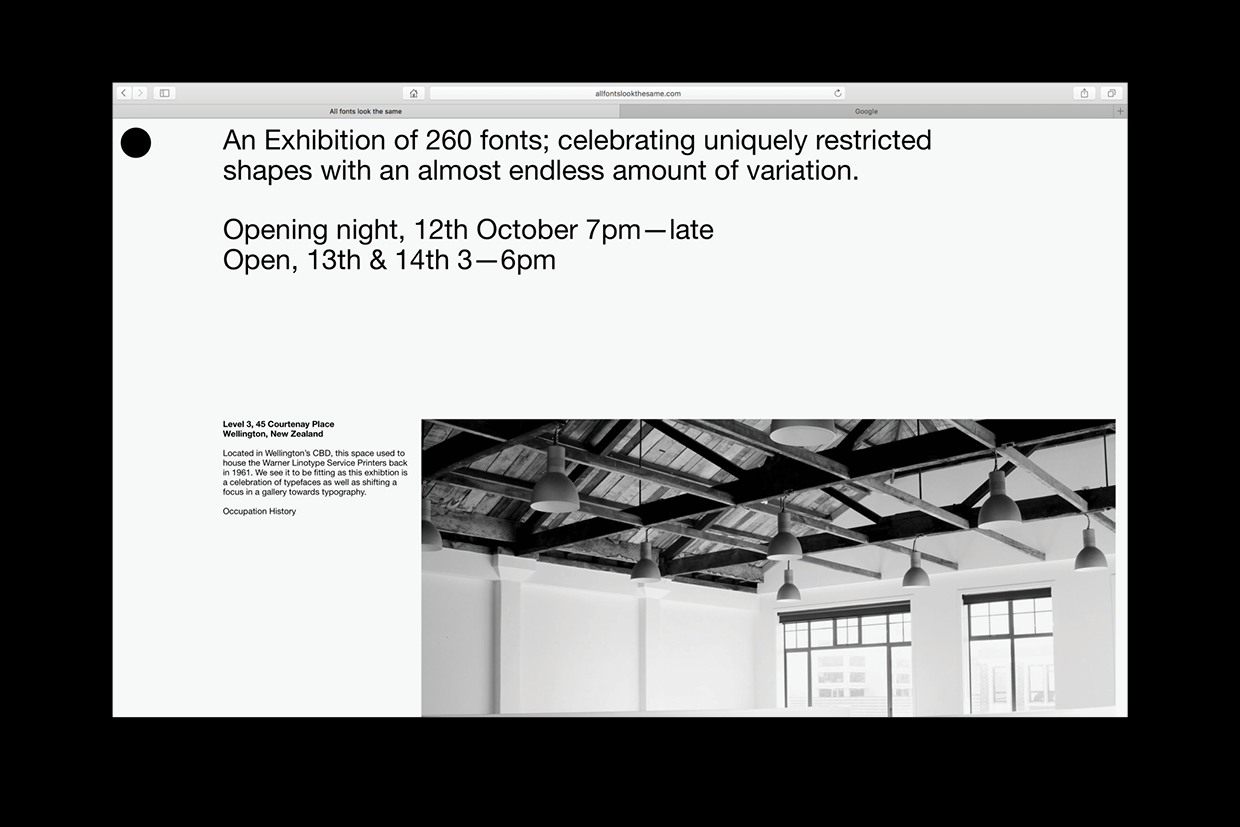 allfontslookthesame.com
All fonts look the same
Google
An Exhibition of 260 fonts; celebrating uniquely restricted
shapes with an almost endless amount of variation.
Opening night, 12th October 7pm—late
Open, 13th & 14th 3—6pm
Level 3, 45 Courtenay Place
Wellington, New Zealand
Located in Wellington's CBD, this space used to
house the Warner Linotype Service Printers back
in 1961. We see it to be fitting as this exhibtion is
a celebration of typefaces as well as shifting a
focus in a gallery towards typography.
Occupation History